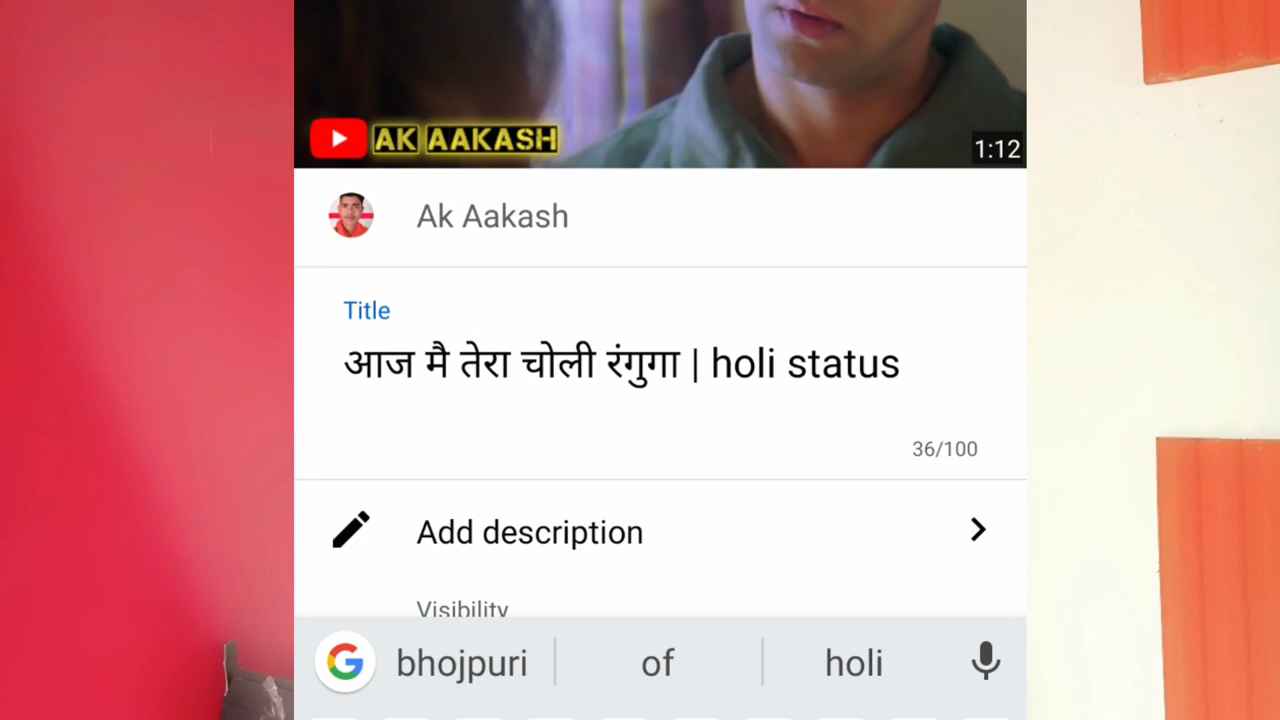 AK AAKASH
1:12
Ak Aakash
Title
आज मै तेरा चोली रंगुगा | holi status
36/100
Add description
Visibility
bhojpuri
of
holi